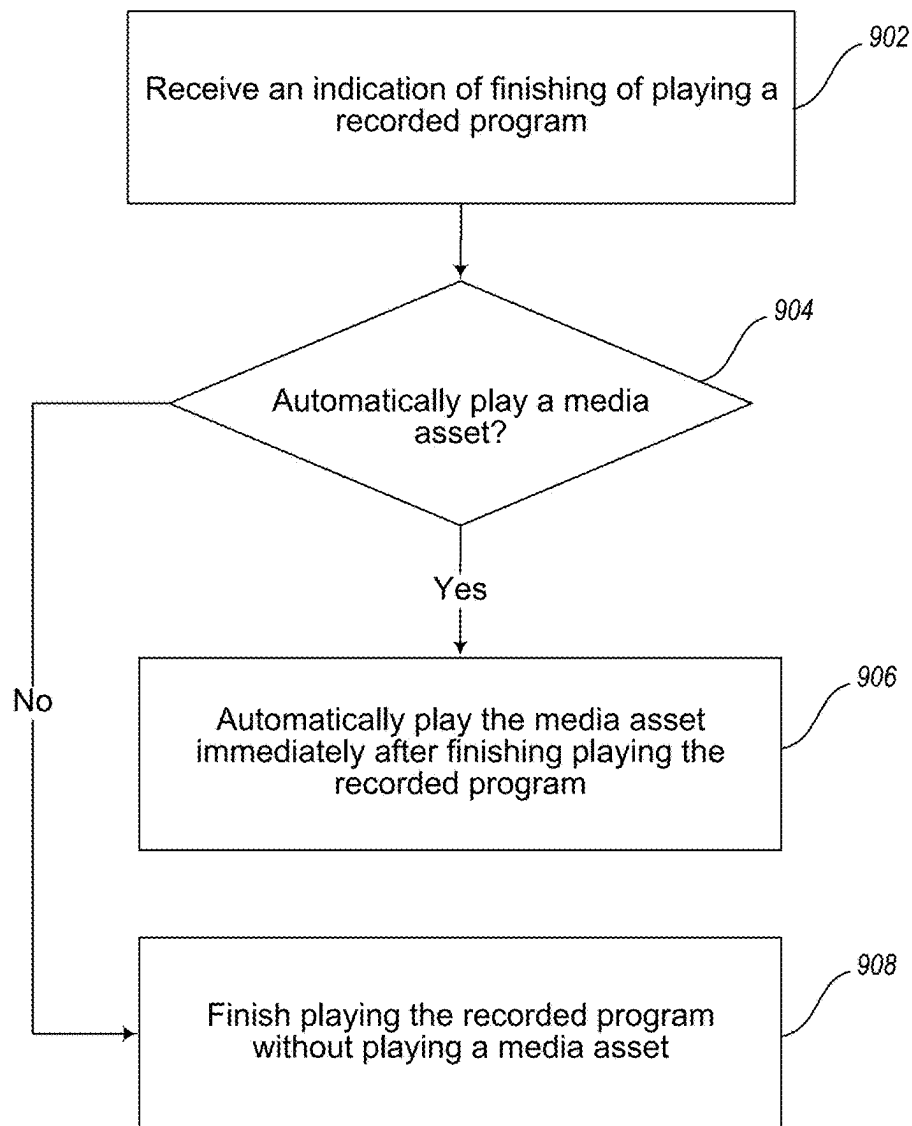 902
Receive an indication of finishing of playing a
recorded program
904
Automatically play a media
asset?
Yes
No
906
Automatically play the media asset
immediately after finishing playing the
recorded program
908
Finish playing the recorded program
without playing a media asset